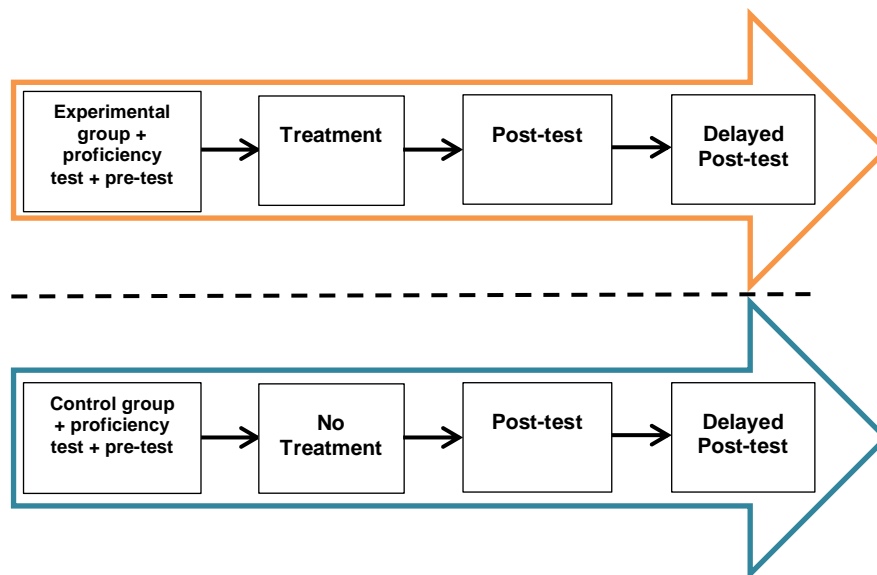 Experimental
group +
proficiency
test + pre-test
Treatment
Post-test
Delayed
Post-test
Control group
+ proficiency
test + pre-test
No
Treatment
Post-test
Delayed
Post-test